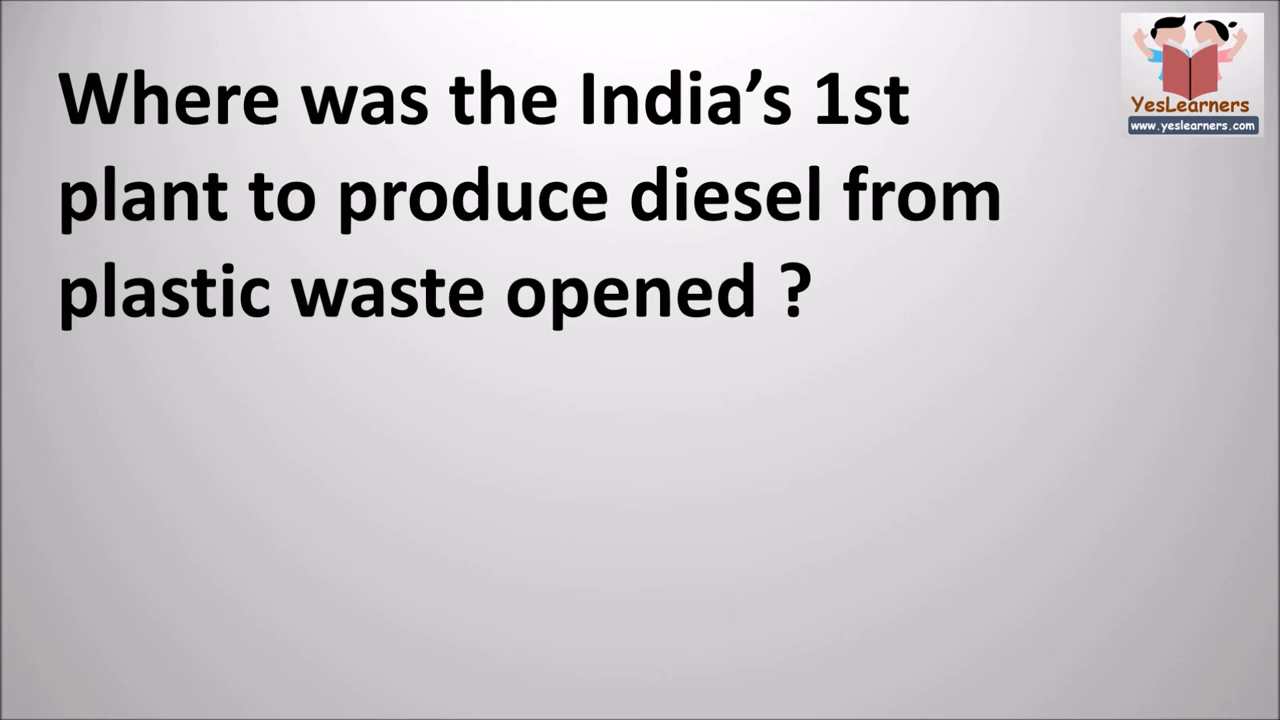 Where was the India’s 1st
plant to produce diesel from
plastic waste opened ?
YesLearners
www.yeslearners.com